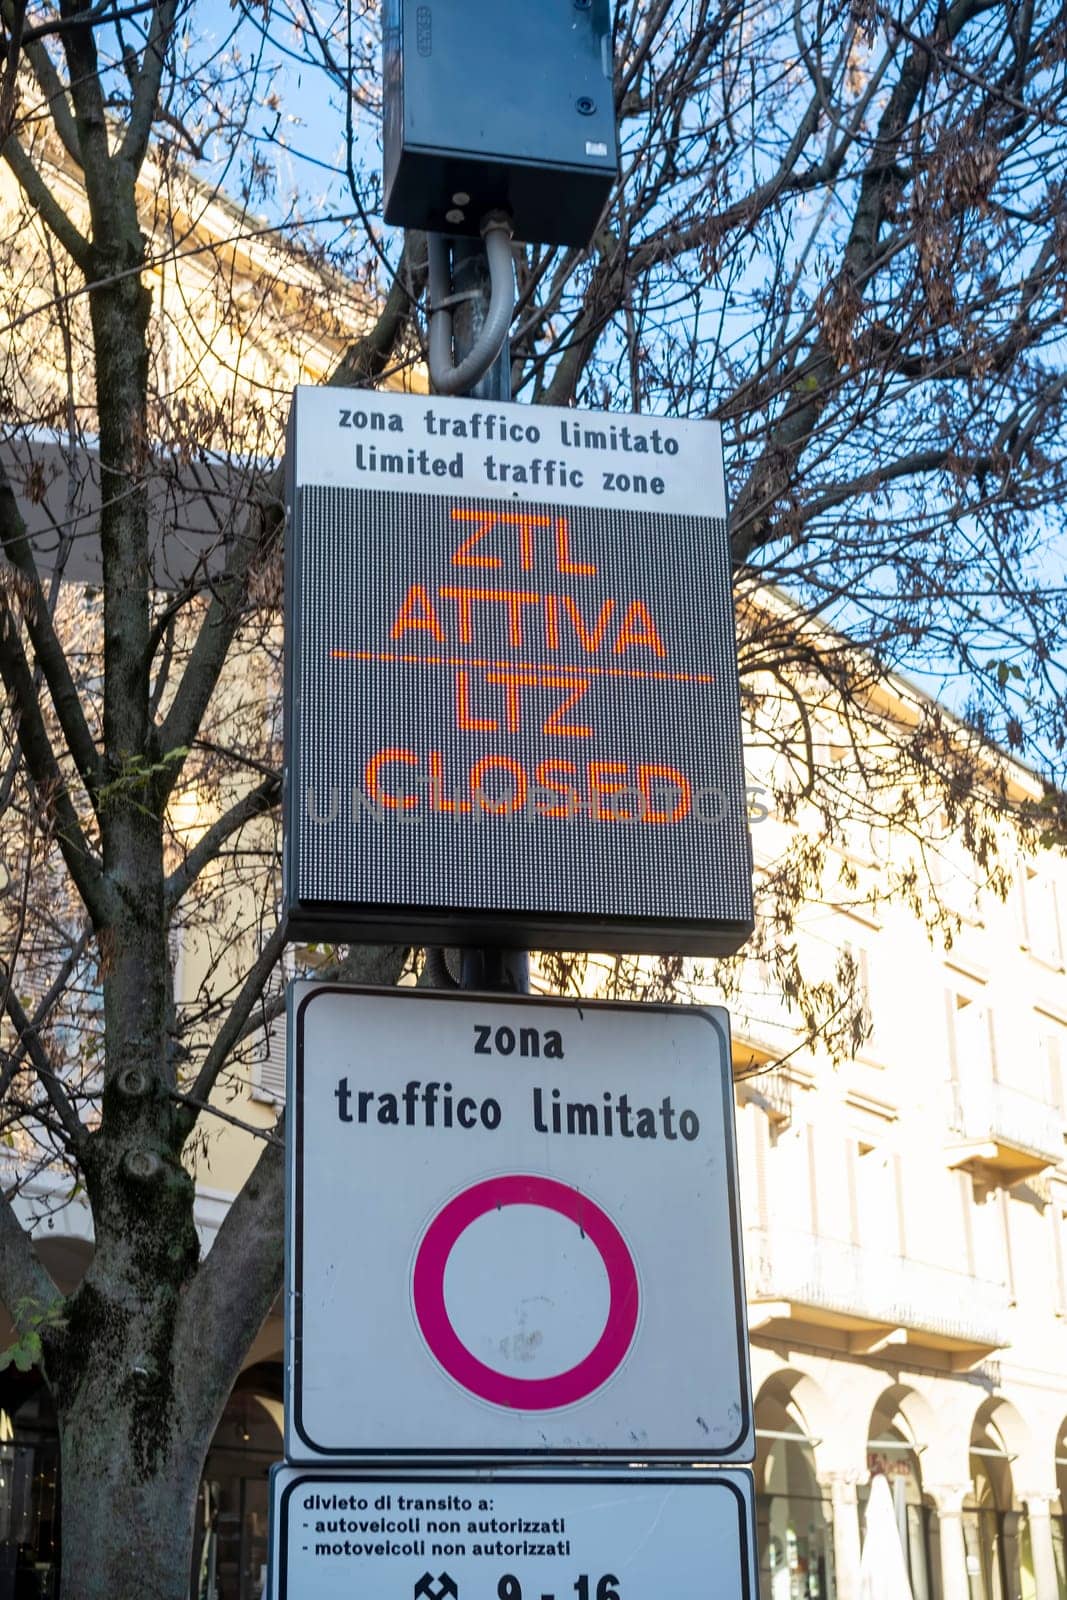 zona traffico limitato
limited traffic zone
ZTL
ATTIVA
LTZ
CLOSED
zona
traffico limitato
divieto di transito a:
- autoveicoli non autorizzati
- motoveicoli non autorizzati
9 - 16